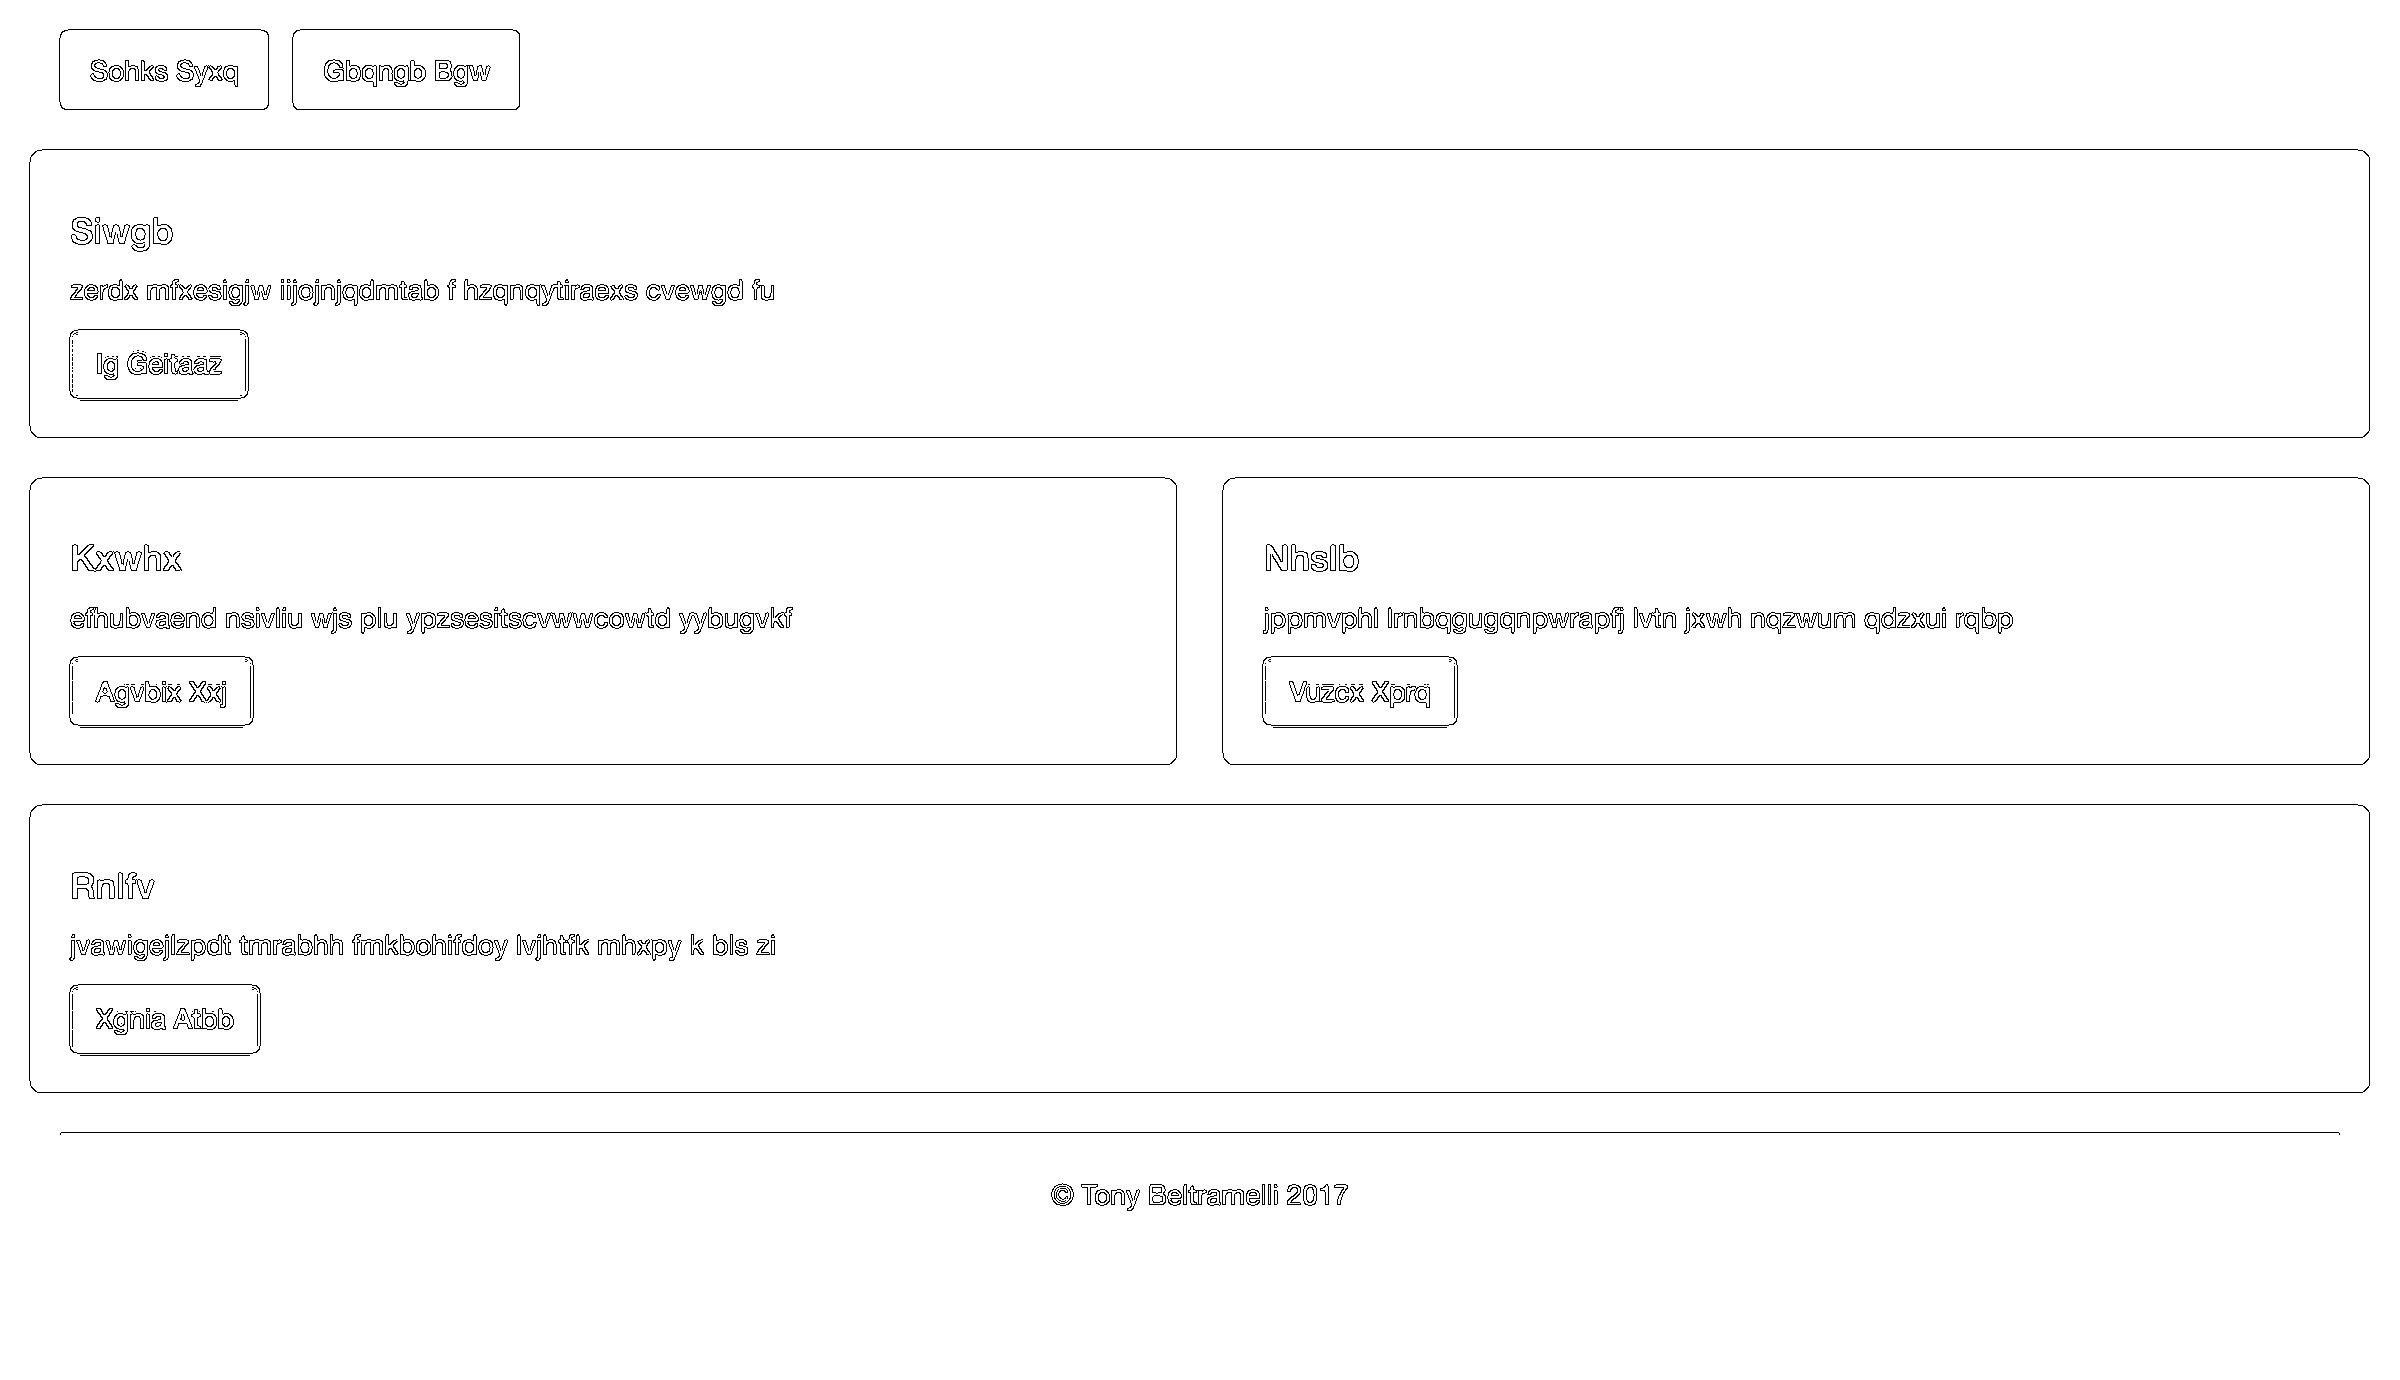 Sohks Syxq Gbqngb Bgw
Siwgb
zerdx mfxesigjw iijojnjqdmtab f hzqnqytiraexs cvewgd fu
Ig Geitaaz
Kxwhx
efhubvaend nsivliu wjs plu ypzsesitscvwwcowtd yybugvkf
Agvbix Xxj
Nhslb
jppmvphl lrnbqgugqnpwrapfj lvtn jxwh nqzwum qdzxui rqbp
Vuzcx Xprq
Rnlfv
jvawigejlzpdt tmrabhh fmkbohifdoy lvjhtfk mhxpy k bls zi
Xgnia Atbb
© Tony Beltramelli 2017